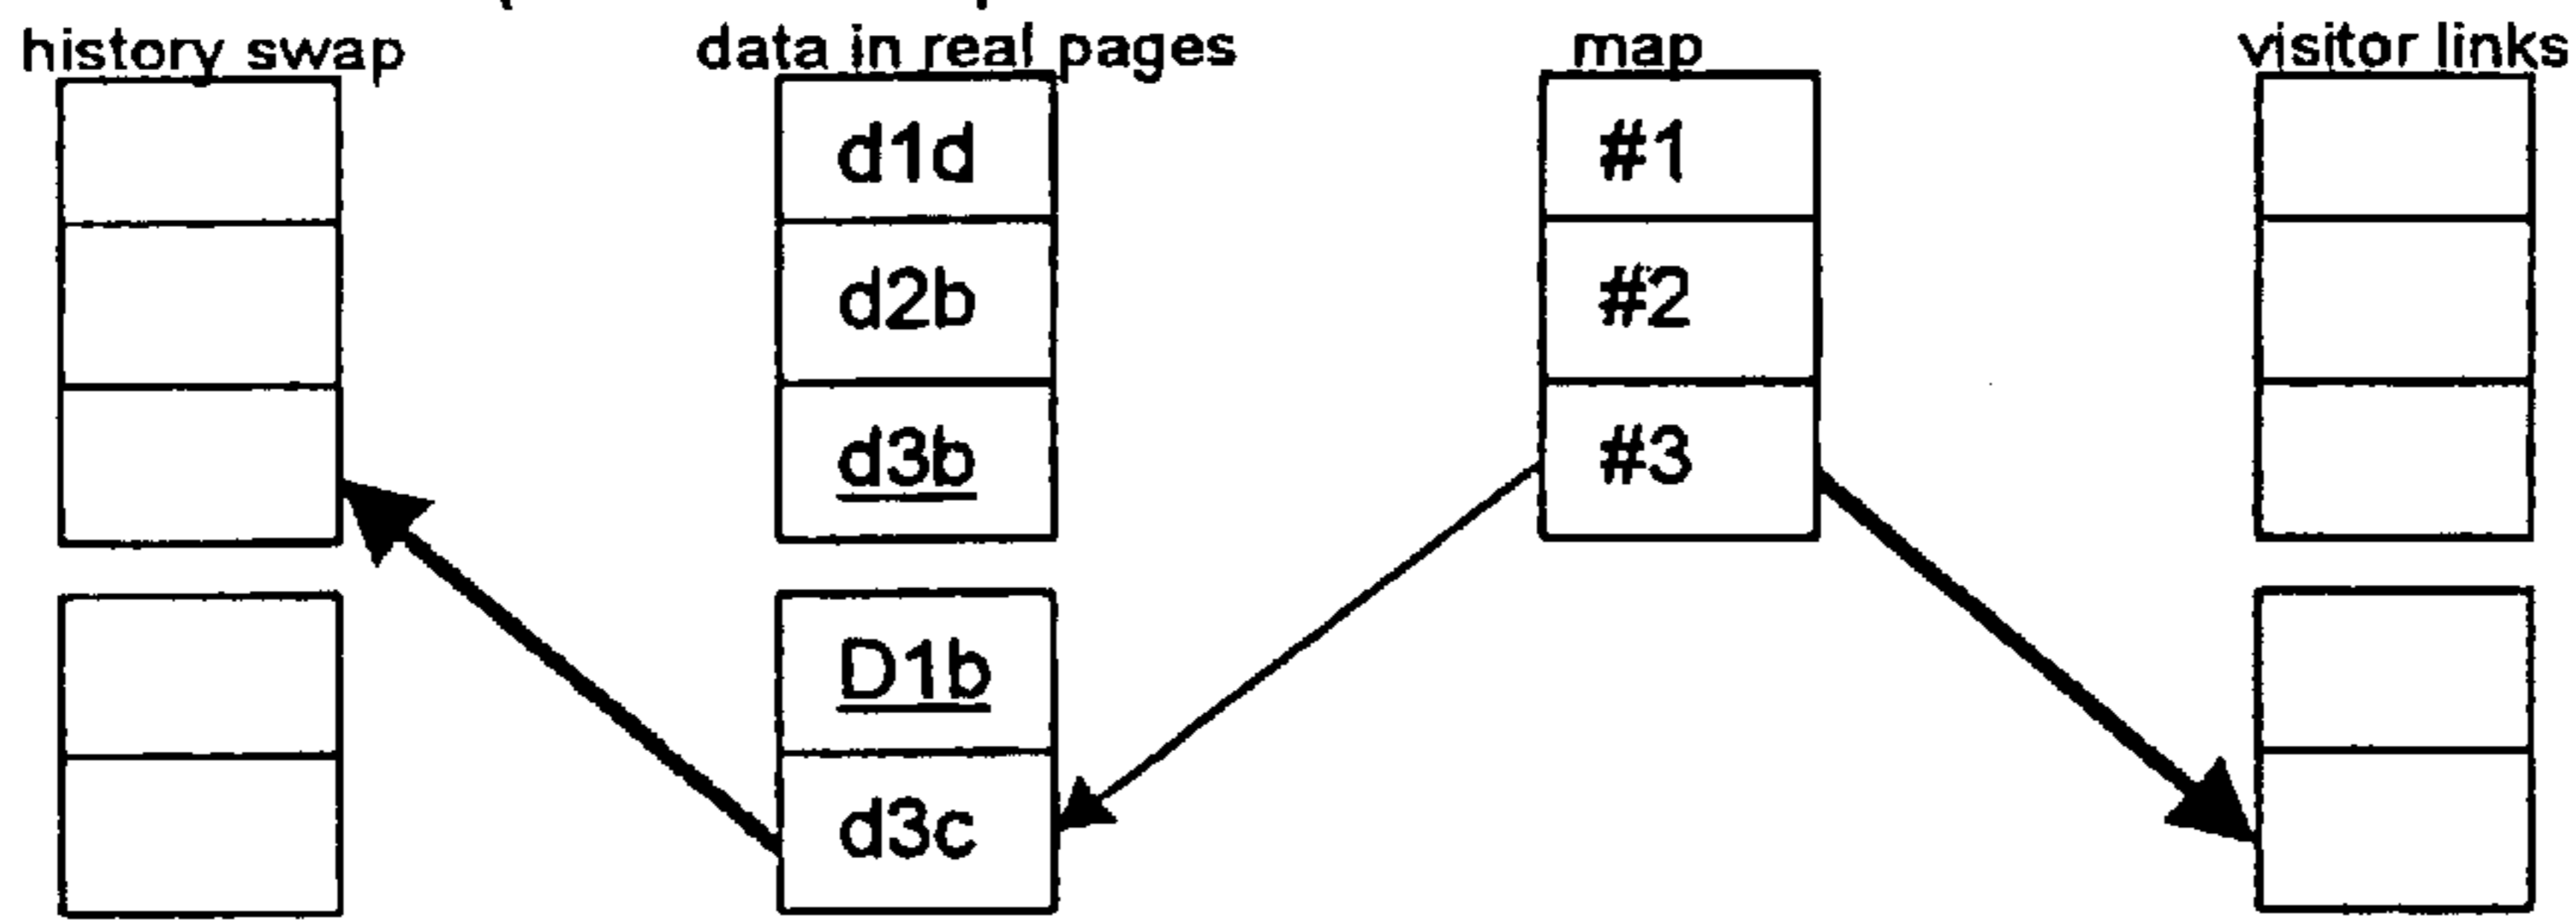 history swap data in real pages map visitor links
d1d #1
d2b #2
d3b #3
D1b
d3c